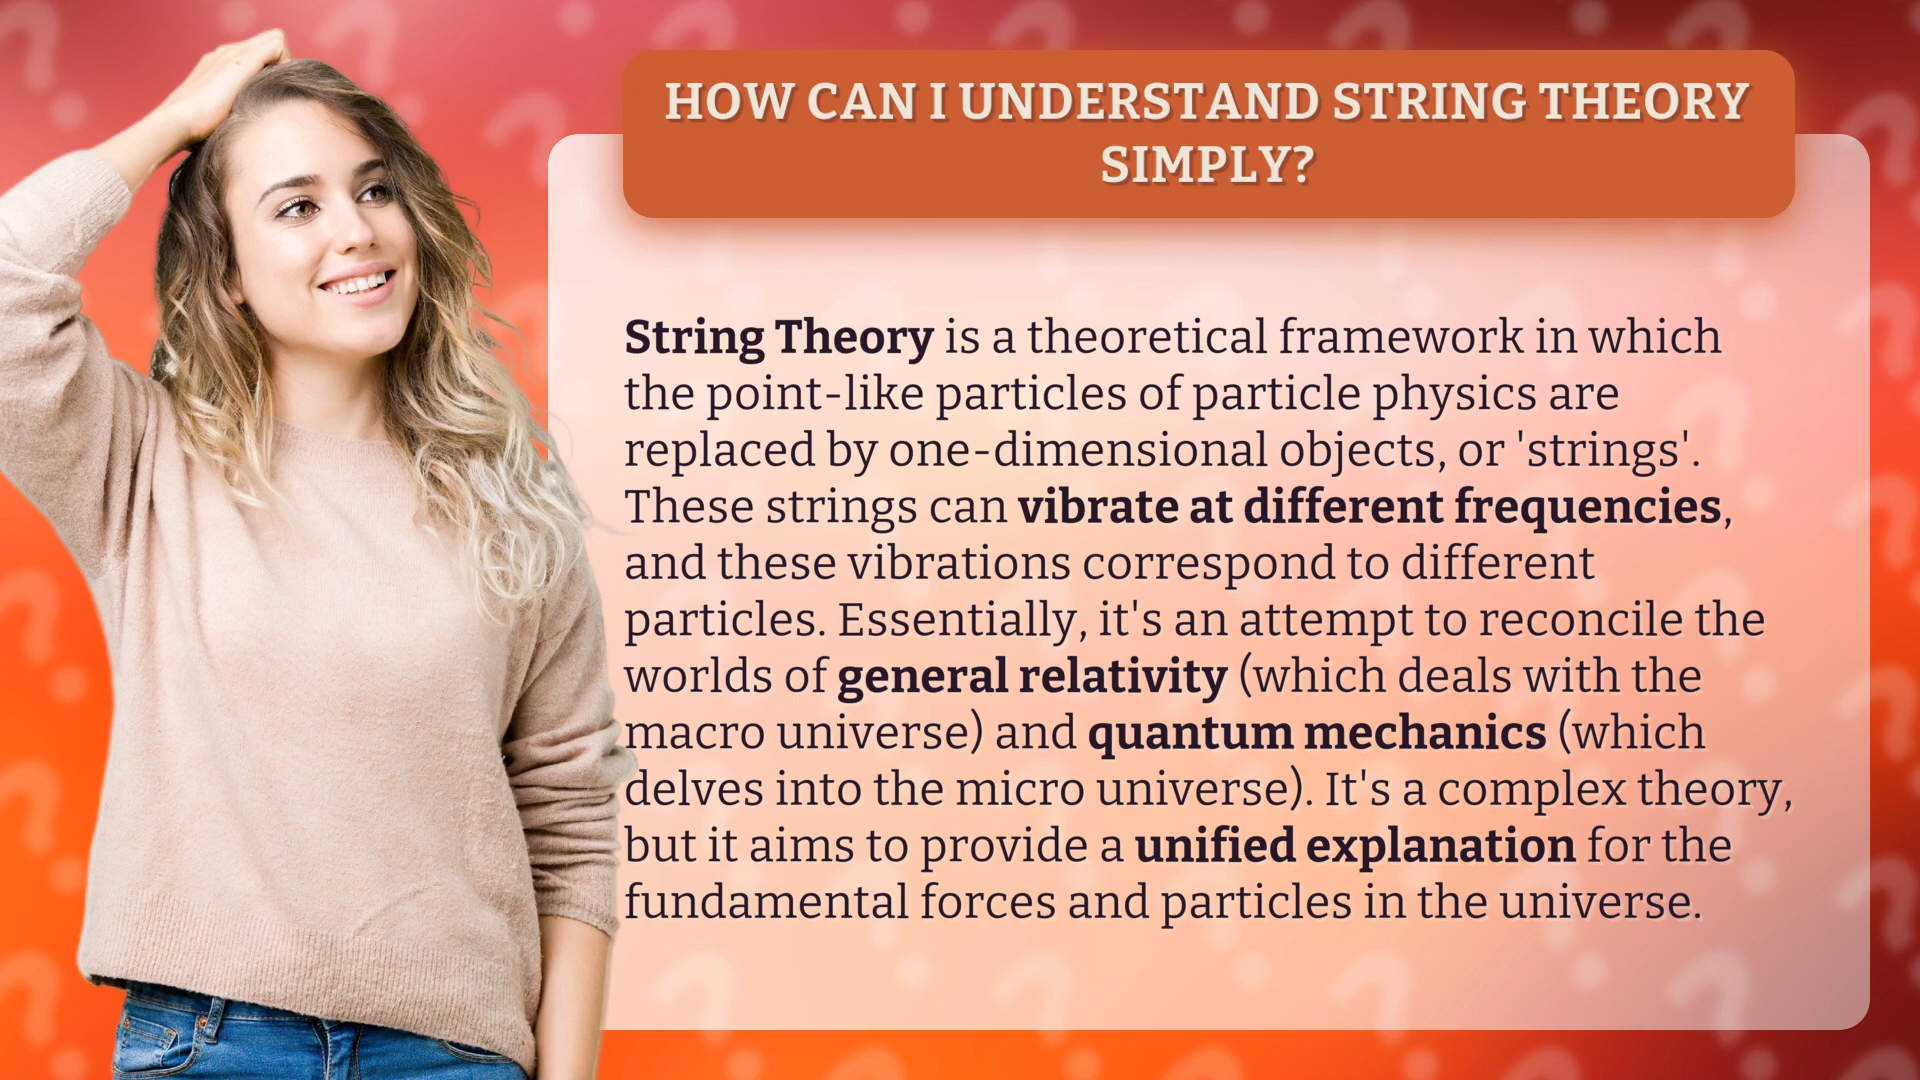 HOW CAN I UNDERSTAND STRING THEORY
SIMPLY?
String Theory is a theoretical framework in which
the point-like particles of particle physics are
replaced by one-dimensional objects, or 'strings'.
These strings can vibrate at different frequencies,
and these vibrations correspond to different
particles. Essentially, it's an attempt to reconcile the
worlds of general relativity (which deals with the
macro universe) and quantum mechanics (which
delves into the micro universe). It's a complex theory,
but it aims to provide a unified explanation for the
fundamental forces and particles in the universe.